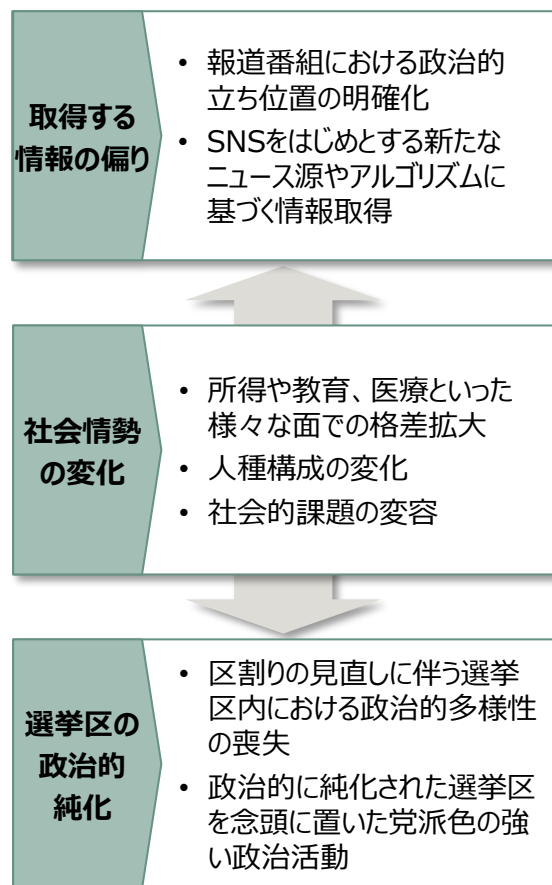 取得する
情報の偏り
• 報道番組における政治的
立ち位置の明確化
• SNSをはじめとする新たな
ニュース源やアルゴリズムに
基づく情報取得
社会情勢
の変化
• 所得や教育、医療といった
様々な面での格差拡大
• 人種構成の変化
• 社会的課題の変容
選挙区の
政治的
純化
• 区割りの見直しに伴う選挙
区内における政治的多様性
の喪失
• 政治的に純化された選挙区
を念頭に置いた党派色の強
い政治活動